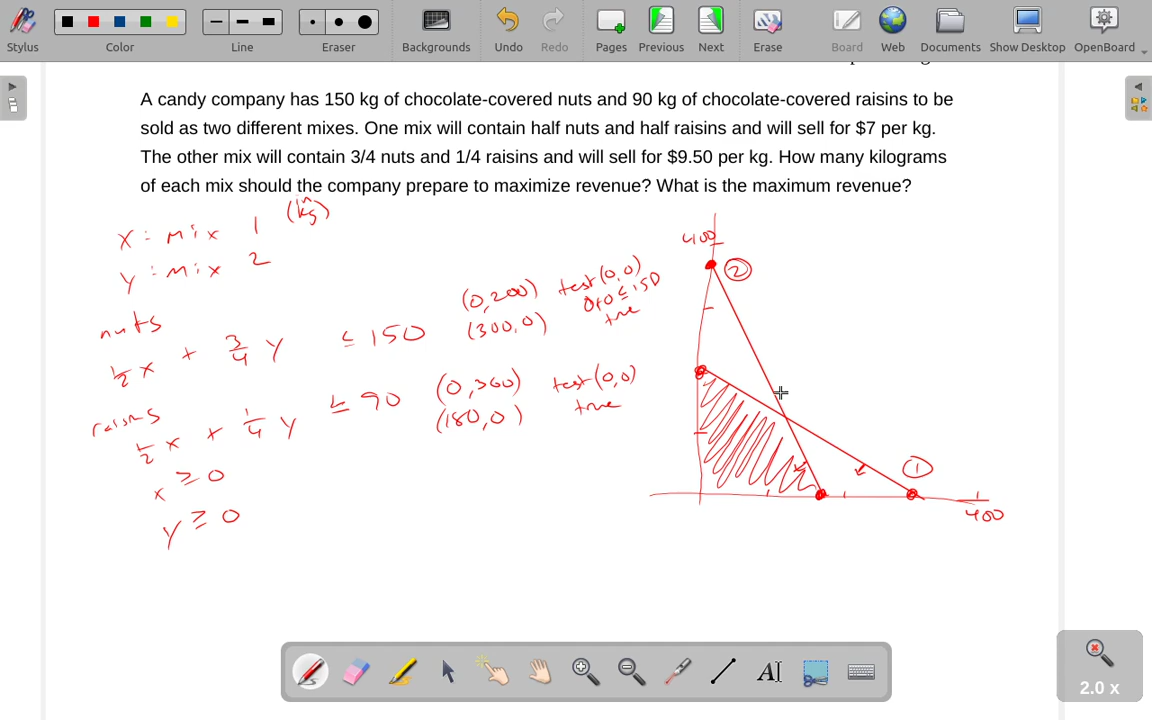 Stylus
Color
Line
Eraser
Backgrounds
Undo
Redo
Pages
Previous
Next
Erase
Board
Web
Documents
Show Desktop
OpenBoard
A candy company has 150 kg of chocolate-covered nuts and 90 kg of chocolate-covered raisins to be
sold as two different mixes. One mix will contain half nuts and half raisins and will sell for $7 per kg.
The other mix will contain 3/4 nuts and 1/4 raisins and will sell for $9.50 per kg. How many kilograms
of each mix should the company prepare to maximize revenue? What is the maximum revenue?
x : mix 1 (in kg)
y : mix 2
nuts
1/2 x + 3/4 y ≤ 150
(0,200)
(300,0)
test (0,0)
0+0 ≤ 150
true
raisins
1/2 x + 1/4 y ≤ 90
(0,360)
(180,0)
test (0,0)
true
x ≥ 0
y ≥ 0
400
②
①
400
A
2.0 x